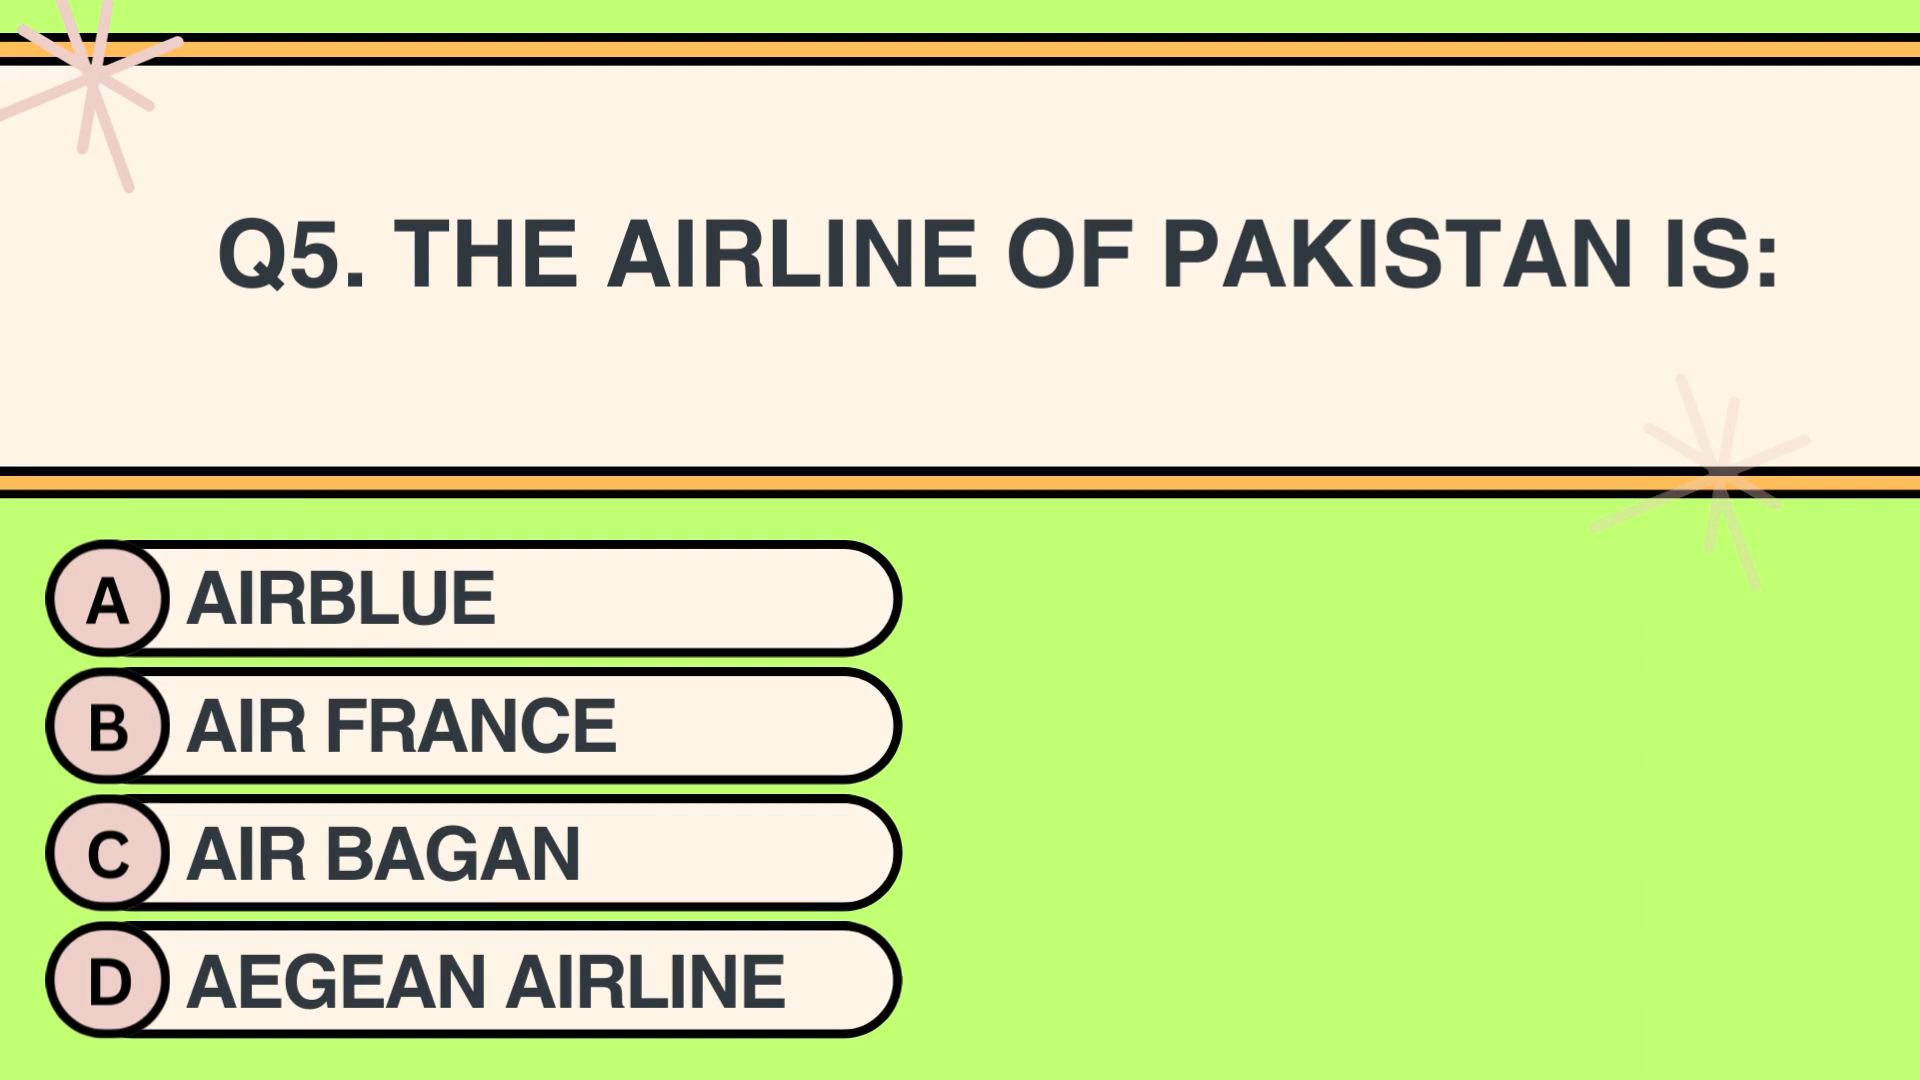 Q5. THE AIRLINE OF PAKISTAN IS:
A AIRBLUE
B AIR FRANCE
C AIR BAGAN
D AEGEAN AIRLINE